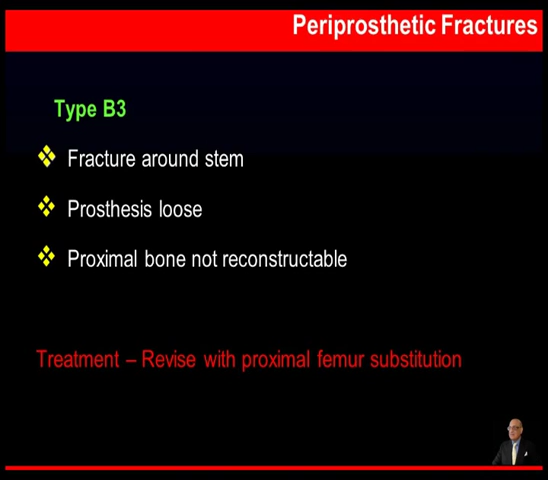 Periprosthetic Fractures
Type B3
Fracture around stem
Prosthesis loose
Proximal bone not reconstructable
Treatment – Revise with proximal femur substitution